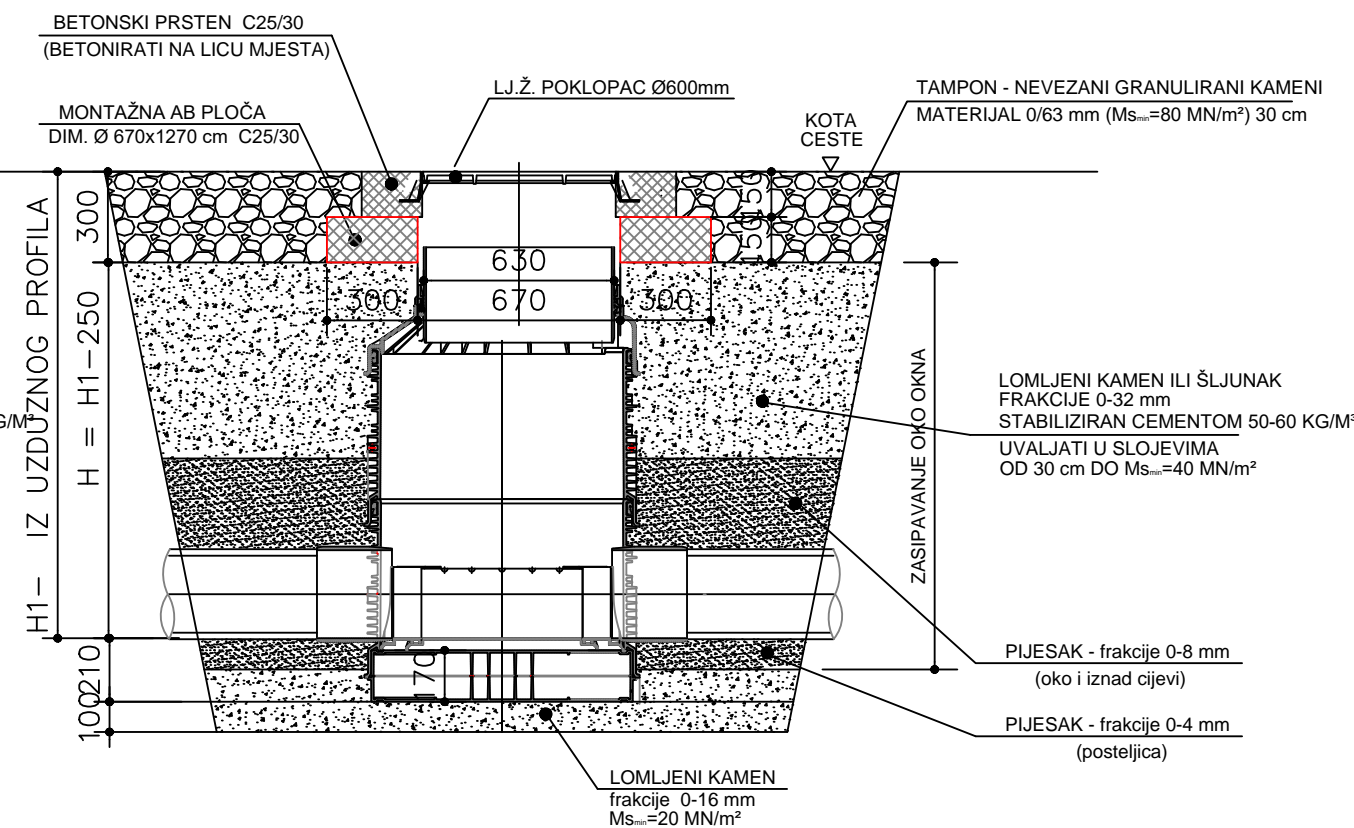 BETONSKI PRSTEN C25/30
(BETONIRATI NA LICU MJESTA)
LJ.Ž. POKLOPAC Ø600mm
TAMPON - NEVEZANI GRANULIRANI KAMENI
MATERIJAL 0/63 mm (Msmin=80 MN/m²) 30 cm
MONTAŽNA AB PLOČA
DIM. Ø 670x1270 cm C25/30
KOTA
CESTE
H1- IZ UZDUZNOG PROFILA
300
H = H1-250
210
100
150
150
630
300
670
300
170
G/M³
ZASIPAVANJE OKO OKNA
LOMLJENI KAMEN ILI ŠLJUNAK
FRAKCIJE 0-32 mm
STABILIZIRAN CEMENTOM 50-60 KG/M³
UVALJATI U SLOJEVIMA
OD 30 cm DO Msmin=40 MN/m²
PIJESAK - frakcije 0-8 mm
(oko i iznad cijevi)
PIJESAK - frakcije 0-4 mm
(posteljica)
LOMLJENI KAMEN
frakcije 0-16 mm
Msmin=20 MN/m²